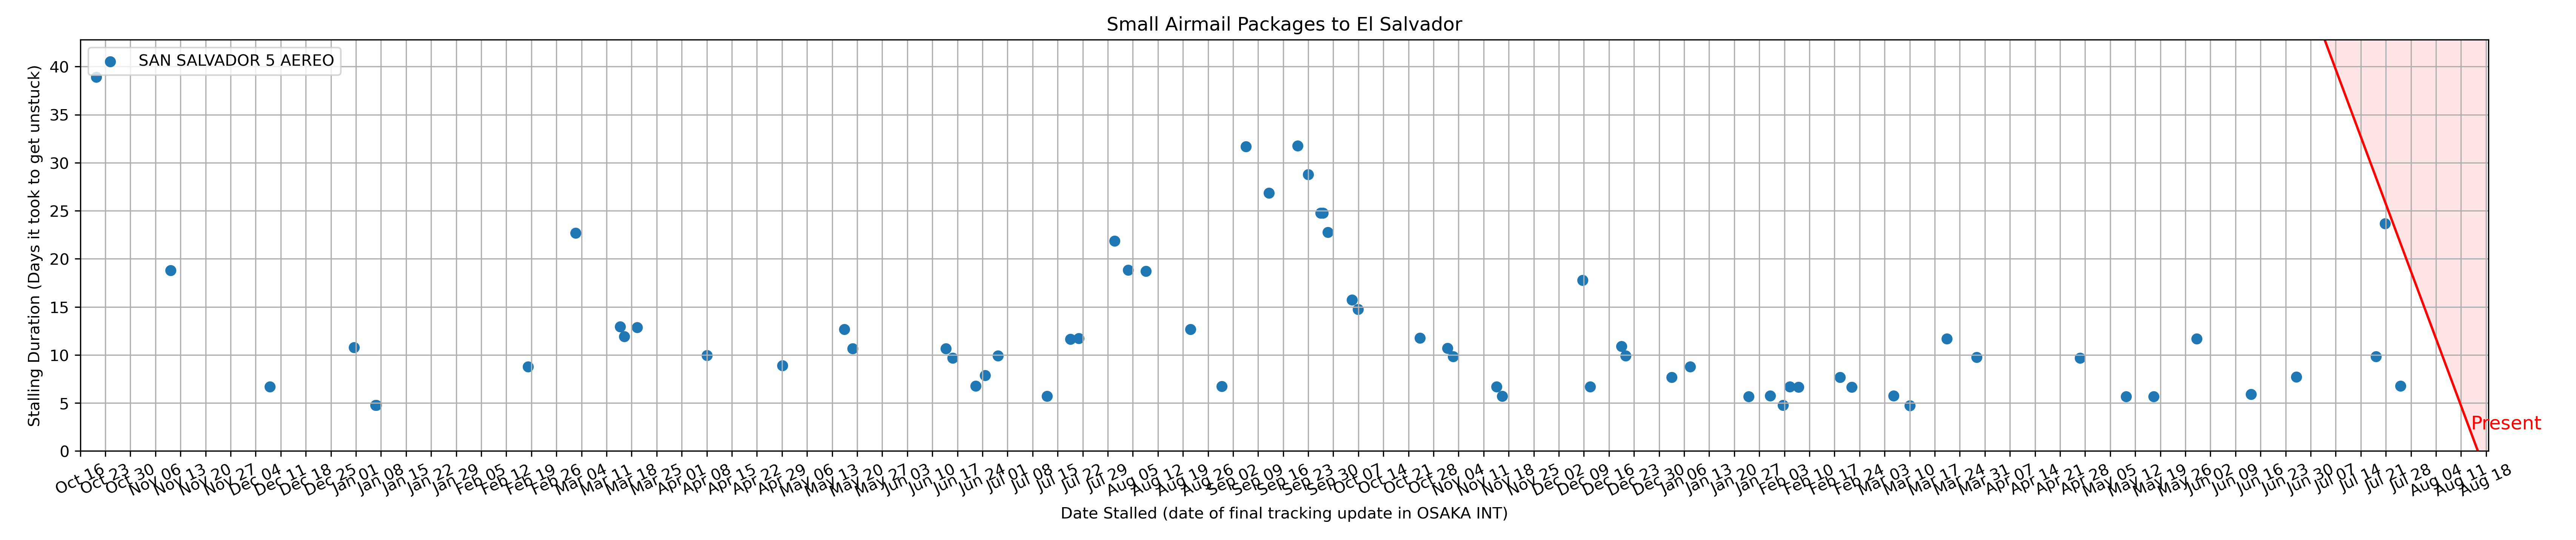 Small Airmail Packages to El Salvador
SAN SALVADOR 5 AEREO
Stalling Duration (Days it took to get unstuck)
40
35
30
25
20
15
10
5
0
Present
Oct 16
Oct 23
Oct 30
Nov 06
Nov 13
Nov 20
Nov 27
Dec 04
Dec 11
Dec 18
Dec 25
Jan 01
Jan 08
Jan 15
Jan 22
Jan 29
Feb 05
Feb 12
Feb 19
Feb 26
Mar 04
Mar 11
Mar 18
Mar 25
Apr 01
Apr 08
Apr 15
Apr 22
Apr 29
May 06
May 13
May 20
May 27
Jun 03
Jun 10
Jun 17
Jun 24
Jul 01
Jul 08
Jul 15
Jul 22
Jul 29
Aug 05
Aug 12
Aug 19
Aug 26
Sep 02
Sep 09
Sep 16
Sep 23
Sep 30
Oct 07
Oct 14
Oct 21
Oct 28
Nov 04
Nov 11
Nov 18
Nov 25
Dec 02
Dec 09
Dec 16
Dec 23
Dec 30
Jan 06
Jan 13
Jan 20
Jan 27
Feb 03
Feb 10
Feb 17
Feb 24
Mar 03
Mar 10
Mar 17
Mar 24
Mar 31
Apr 07
Apr 14
Apr 21
Apr 28
May 05
May 12
May 19
May 26
Jun 02
Jun 09
Jun 16
Jun 23
Jun 30
Jul 07
Jul 14
Jul 21
Jul 28
Aug 04
Aug 11
Aug 18
Date Stalled (date of final tracking update in OSAKA INT)